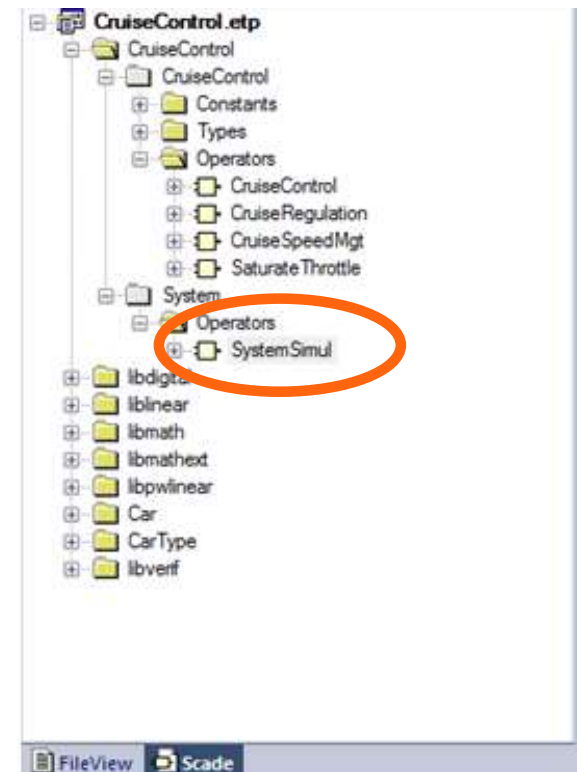 CruiseControl.etp
CruiseControl
CruiseControl
Constants
Types
Operators
CruiseControl
CruiseRegulation
CruiseSpeedMgt
SaturateThrottle
System
Operators
SystemSimul
libdigital
liblinear
libmath
libmathext
libpwlinear
Car
CarType
libverif
FileView Scade